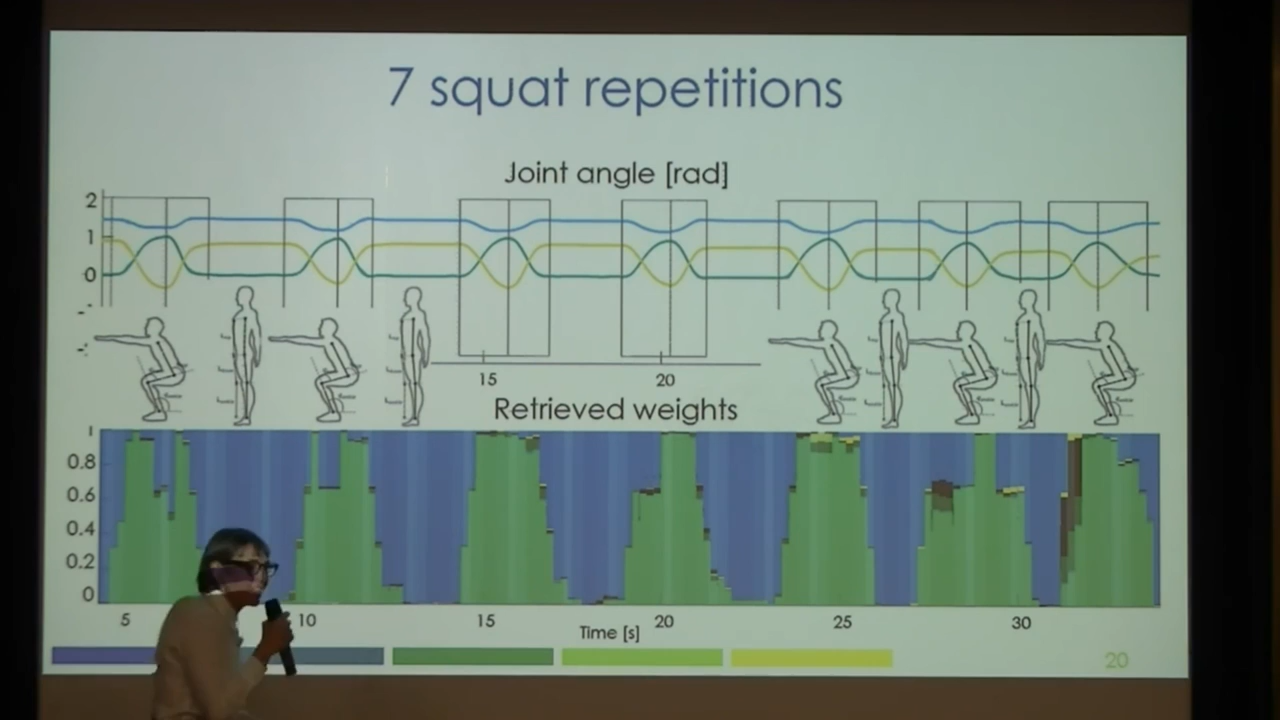 7 squat repetitions
Joint angle [rad]
2
1
0
15 20
Retrieved weights
1
0.8
0.6
0.4
0.2
0
5 10 15 20 25 30
Time [s]
20